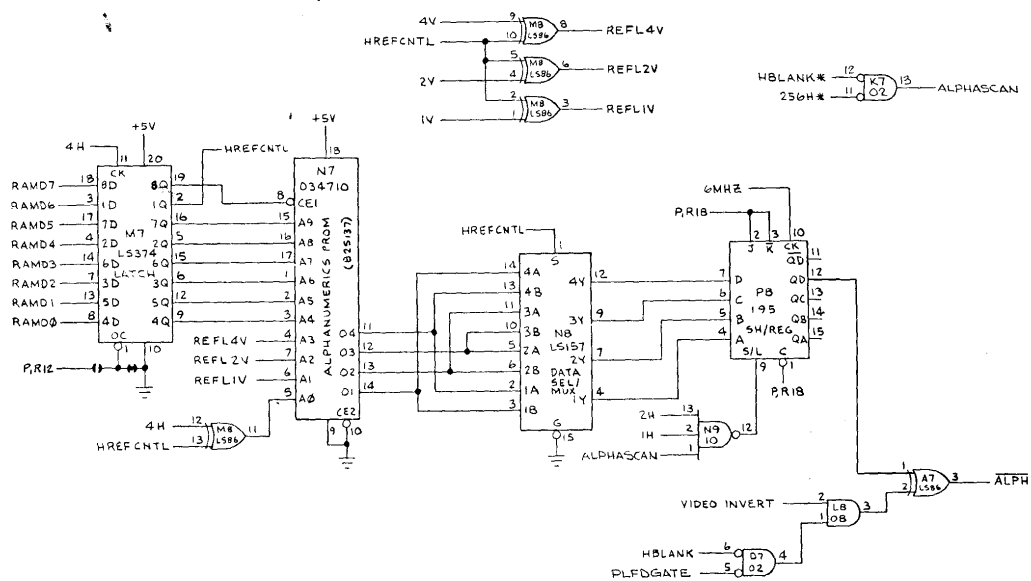 4V 9 M8 LS86 8 REFL4V
HREFCNTL 10
5 M8 LS86 6 REFL2V
2V 4
2 M8 LS86 3 REFL1V
1V 1
HBLANK* 12 K7 02 13 ALPHASCAN
256H* 11
+5V
4H 11 20
HREFCNTL
CK
RAMD7 18 8D 8Q 19
RAMD6 3 1D 1Q 2
RAMD5 17 7D 7Q 16
RAMD4 4 2D 2Q 5
RAMD3 14 6D 6Q 15
RAMD2 7 3D 3Q 6
RAMD1 13 5D 5Q 12
RAMD0 8 4D 4Q 9
M7
LS374
LATCH
OC
1 10
P,R12
+5V
18
N7
034710
ALPHANUMERICS PROM
(82S137)
8 CE1
15 A9
16 A8
17 A7
1 A6
2 A5
3 A4
REFL4V 4 A3
REFL2V 7 A2
REFL1V 6 A1
5 A0
O4 11
O3 12
O2 13
O1 14
CE2
9 10
4H 12 M8 LS86 11
HREFCNTL 13
HREFCNTL 1
S
14 4A 4Y 12
13 4B
11 3A 3Y 9
10 3B
5 2A 2Y 7
6 2B
2 1A 1Y 4
3 1B
N8
LS157
DATA
SEL/
MUX
G
15
6MHZ
P,R18
2 3 10
J K CK
QD 11
7 D QD 12
6 C QC 13
5 B QB 14
4 A QA 15
P8
195
SH/REG
S/L C
9 1
P,R18
2H 13
1H 2 N9 10 12
ALPHASCAN 1
1 A7 LS86 3 ALPH
2
VIDEO INVERT 2 L8 08 3
1
HBLANK 6 D7 02 4
PLFDGATE 5